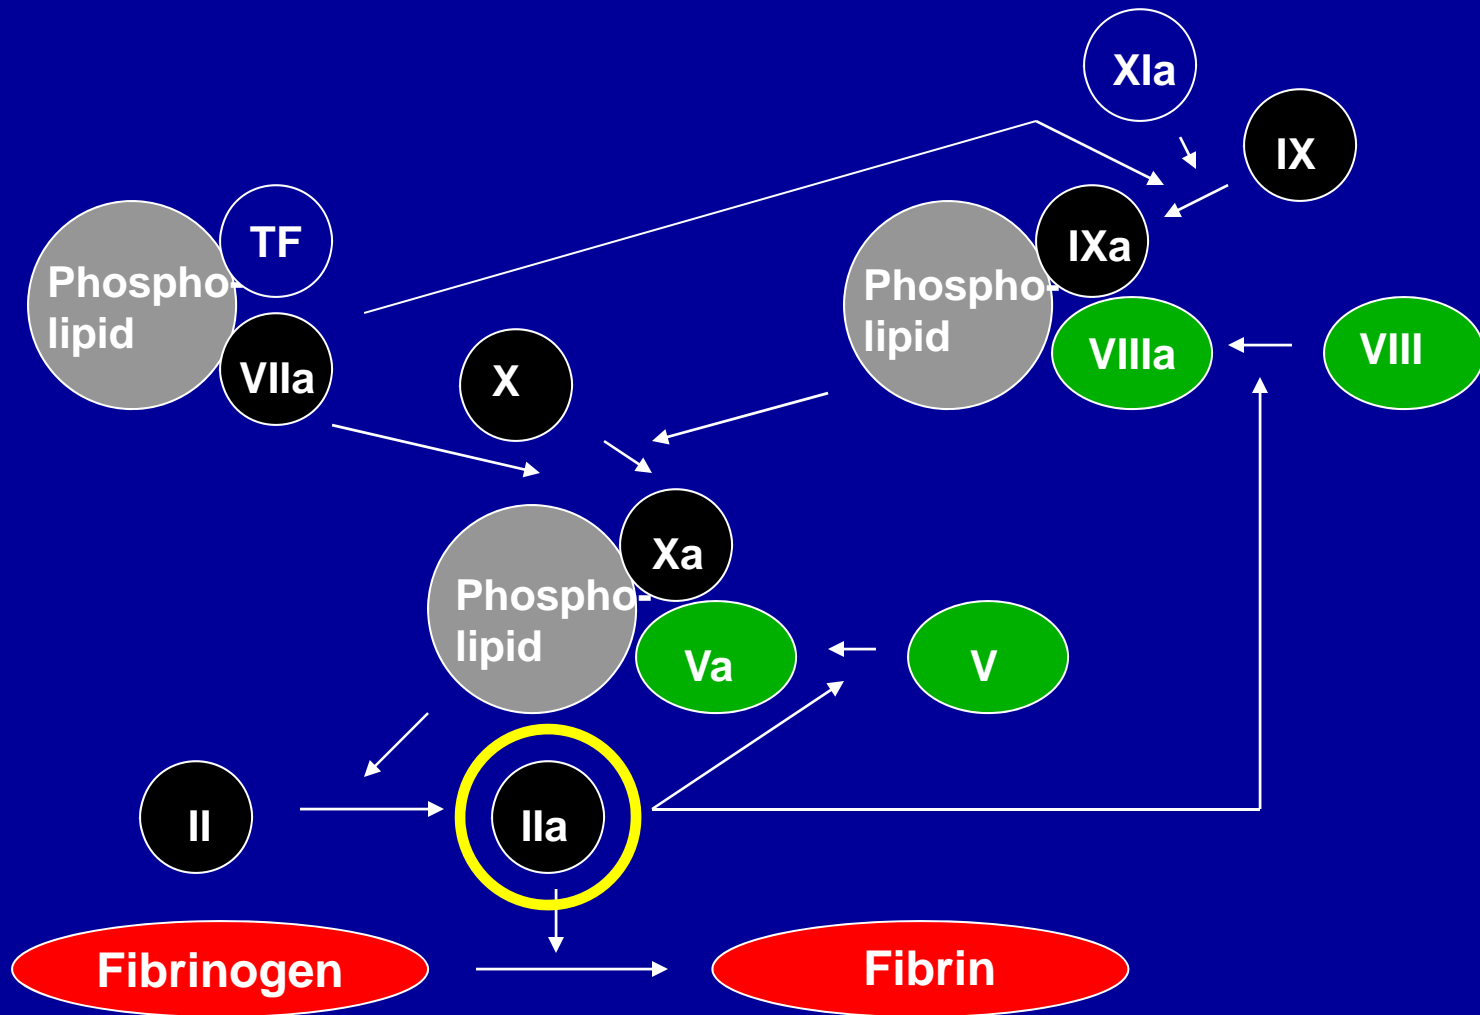 XIa
IX
TF
IXa
Phospho-
lipid
Phospho-
lipid
VIIIa
VIII
VIIa
X
Xa
Phospho-
lipid
Va
V
II
IIa
Fibrinogen
Fibrin